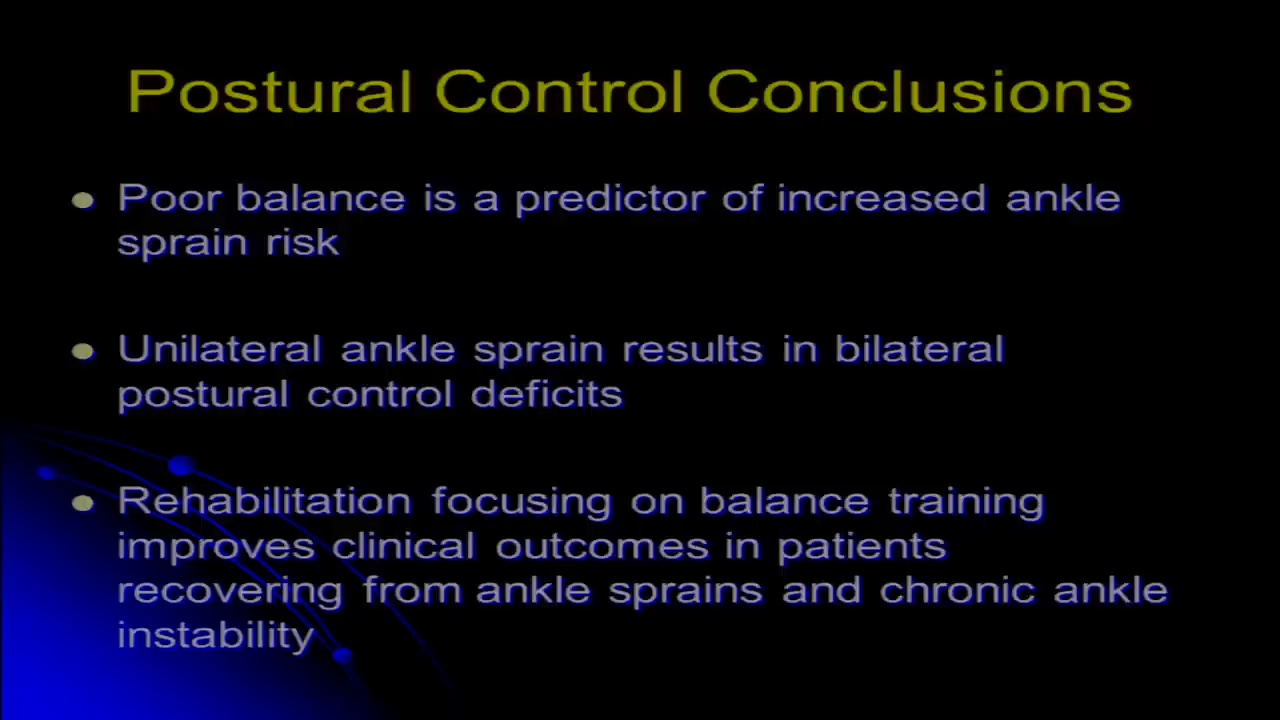 Postural Control Conclusions
Poor balance is a predictor of increased ankle
sprain risk
Unilateral ankle sprain results in bilateral
postural control deficits
Rehabilitation focusing on balance training
improves clinical outcomes in patients
recovering from ankle sprains and chronic ankle
instability